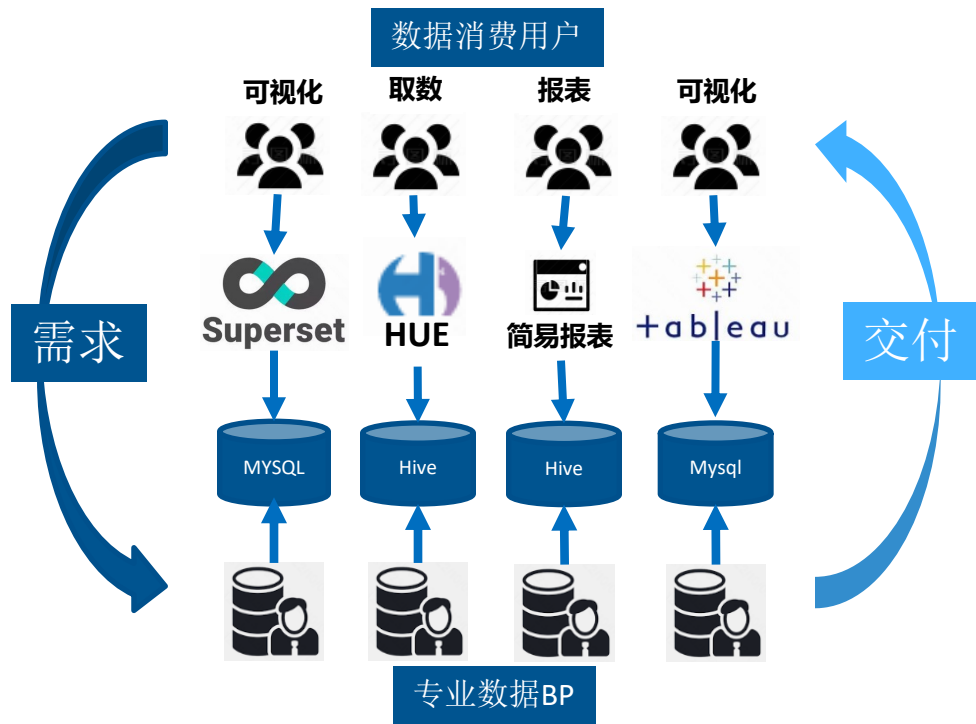 数据消费用户
可视化
取数
报表
可视化
Superset
HUE
简易报表
+ableau
需求
交付
MYSQL
Hive
Hive
Mysql
专业数据BP